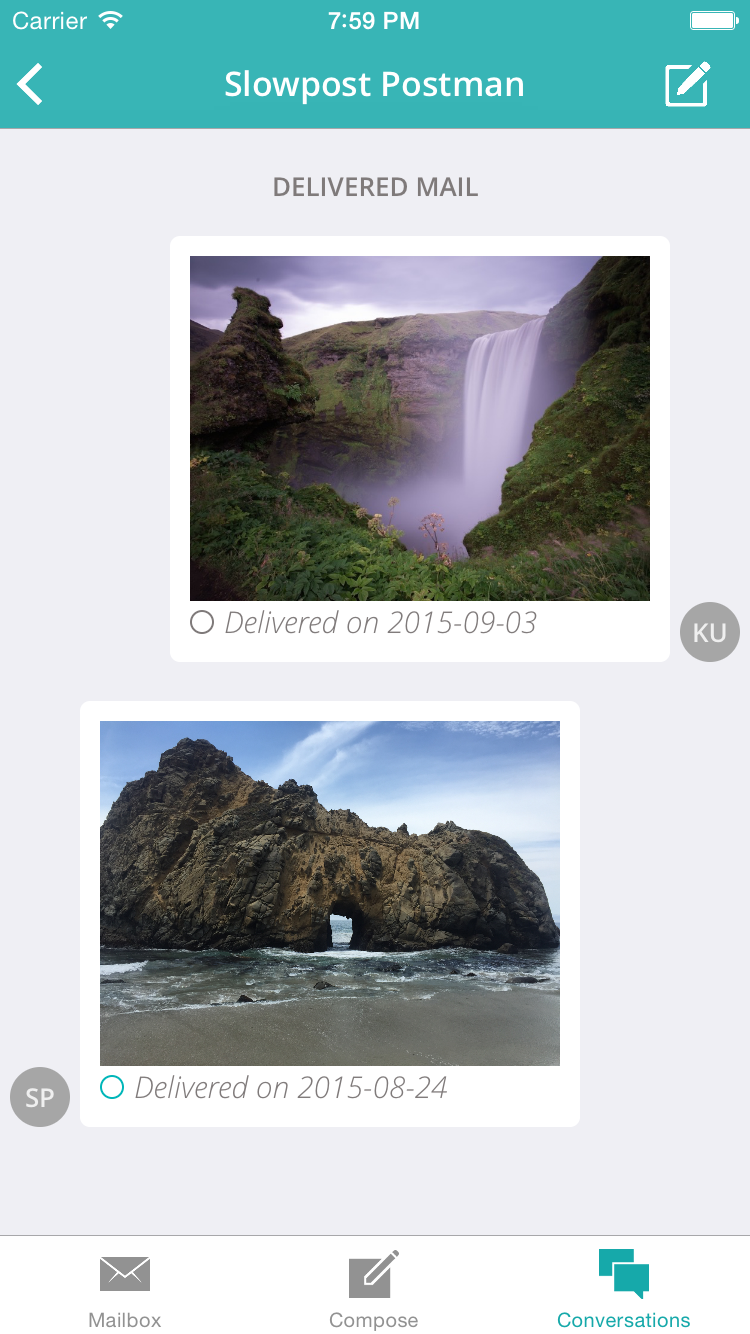 Carrier 7:59 PM
Slowpost Postman
DELIVERED MAIL
Delivered on 2015-09-03
KU
Delivered on 2015-08-24
SP
Mailbox Compose Conversations